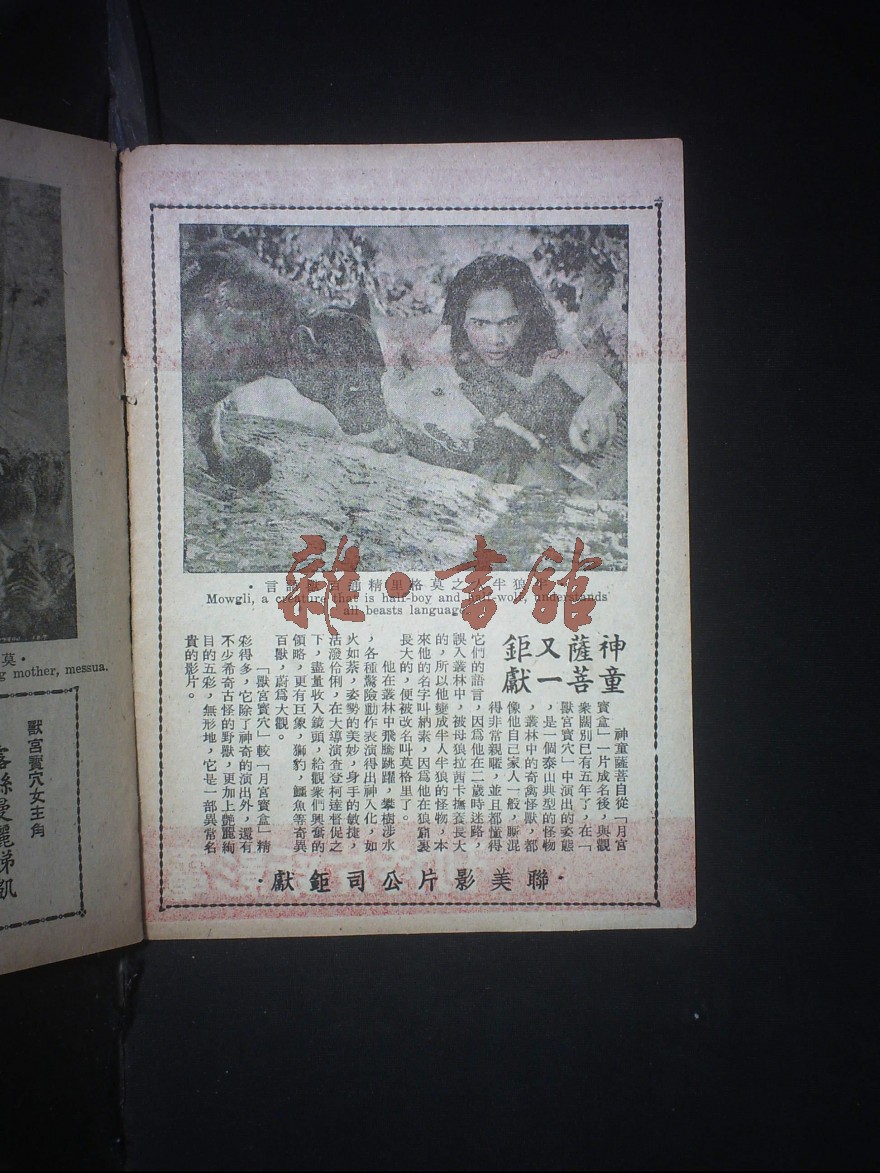 ·言語獸百通精里格莫之人半狼半·
Mowgli, a creature that is half-boy and half-wolf, understands
all beasts language
神童
薩菩
又一
鉅獻
神童薩菩自從「月宮
寶盒」一片成名後，與觀
衆闊別已有五年了，在「
獸宮寶穴」中演出的姿態
，是一個泰山典型的怪物
，叢林中的奇禽怪獸，都
像他自己家人一般，厮混
得非常親暱，並且都懂得
它們的語言，因爲他在二歲時迷路，
誤入叢林中，被母狼拉茜卡撫養長大
的，所以他變成半人半狼的怪物，本
來他的名字叫納素，因爲他在狼窟裏
長大的，便被改名叫莫格里了。
他在叢林中飛騰跳躍，攀樹涉水
，各種驚險動作表演得出神入化，如
火如荼，姿勢的美妙，身手的敏捷，
活潑伶俐，在大導演查登柯達督促之
下，盡量收入鏡頭，給觀衆們興奮的
領略，更有巨象，獅豹，鱷魚等奇異
百獸，蔚爲大觀。
「獸宮寶穴」較「月宮寶盒」精
彩得多，它除了神奇的演出外，還有
不少希奇古怪的野獸，更加上艷麗絢
目的五彩，無形地，它是一部異常名
貴的影片。
·獻鉅司公片影美聯·
雜·書館
莫·
g mother, messua.
獸宮寶穴女主角
露絲曼麗娣凱